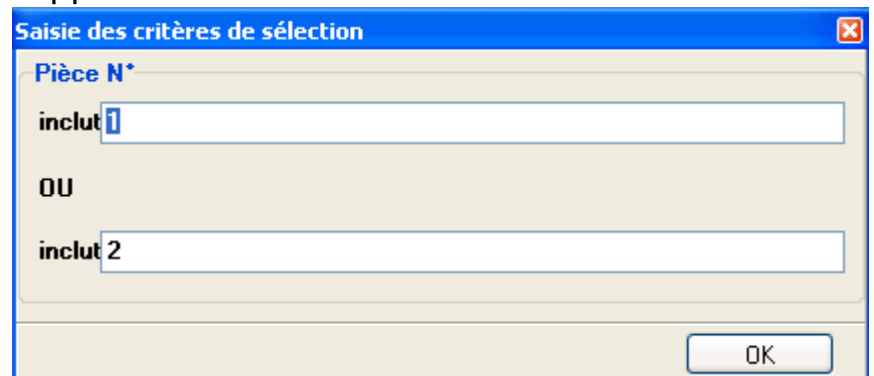 Saisie des critères de sélection
Pièce N°
inclut 1
OU
inclut 2
OK